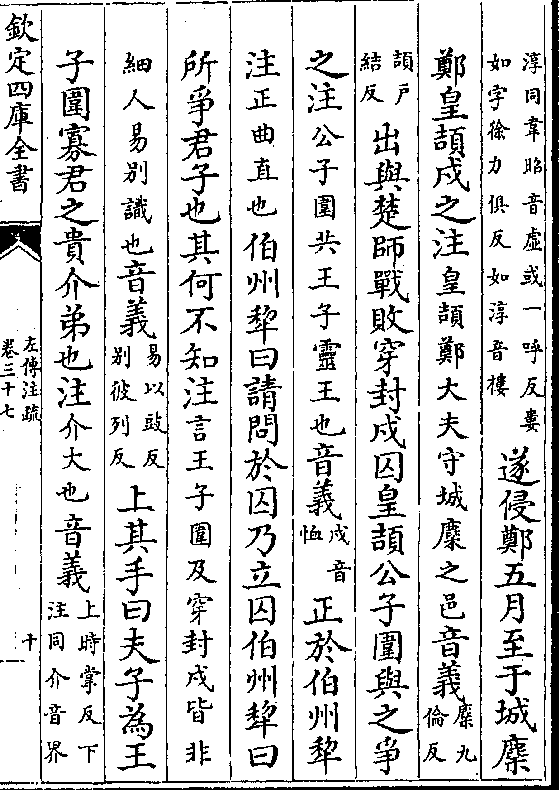 淳同韋昭音虛或一呼反婁
如字徐力俱反如淳音樓
遂侵鄭五月至于城麇
鄭皇頡戍之注皇頡鄭大夫守城麇之邑音義麇九
倫反
頡戶
結反
出與楚師戰敗穿封戍囚皇頡公子圍與之爭
之注公子圍共王子靈王也音義戍音
恤
正於伯州犂
注正曲直也伯州犂曰請問於囚乃立囚伯州犂曰
所爭君子也其何不知注言王子圍及穿封戍皆非
細人易別識也音義易以豉反
別彼列反
上其手曰夫子為王
子圍寡君之貴介弟也注介大也音義上時掌反下
注同介音界
欽定四庫全書
左傳注疏
卷三十七
十